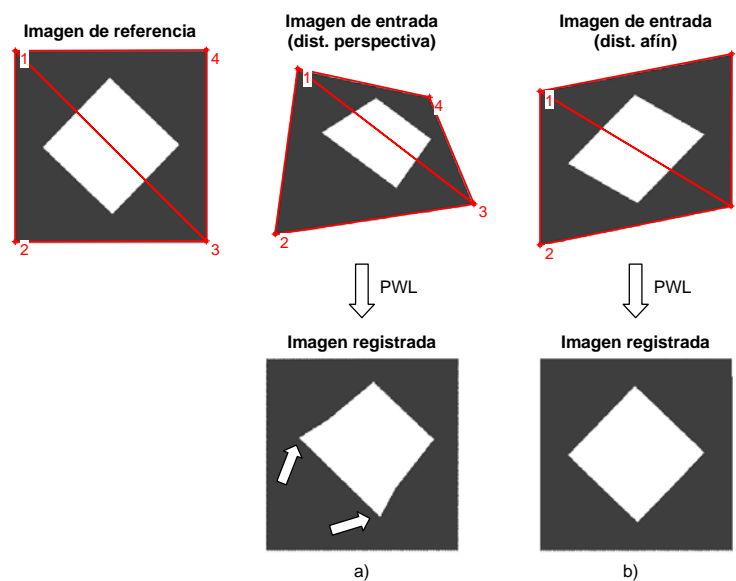 Imagen de referencia
Imagen de entrada
(dist. perspectiva)
Imagen de entrada
(dist. afín)
1
4
2
3
1
4
2
3
1
2
PWL
PWL
Imagen registrada
Imagen registrada
a)
b)